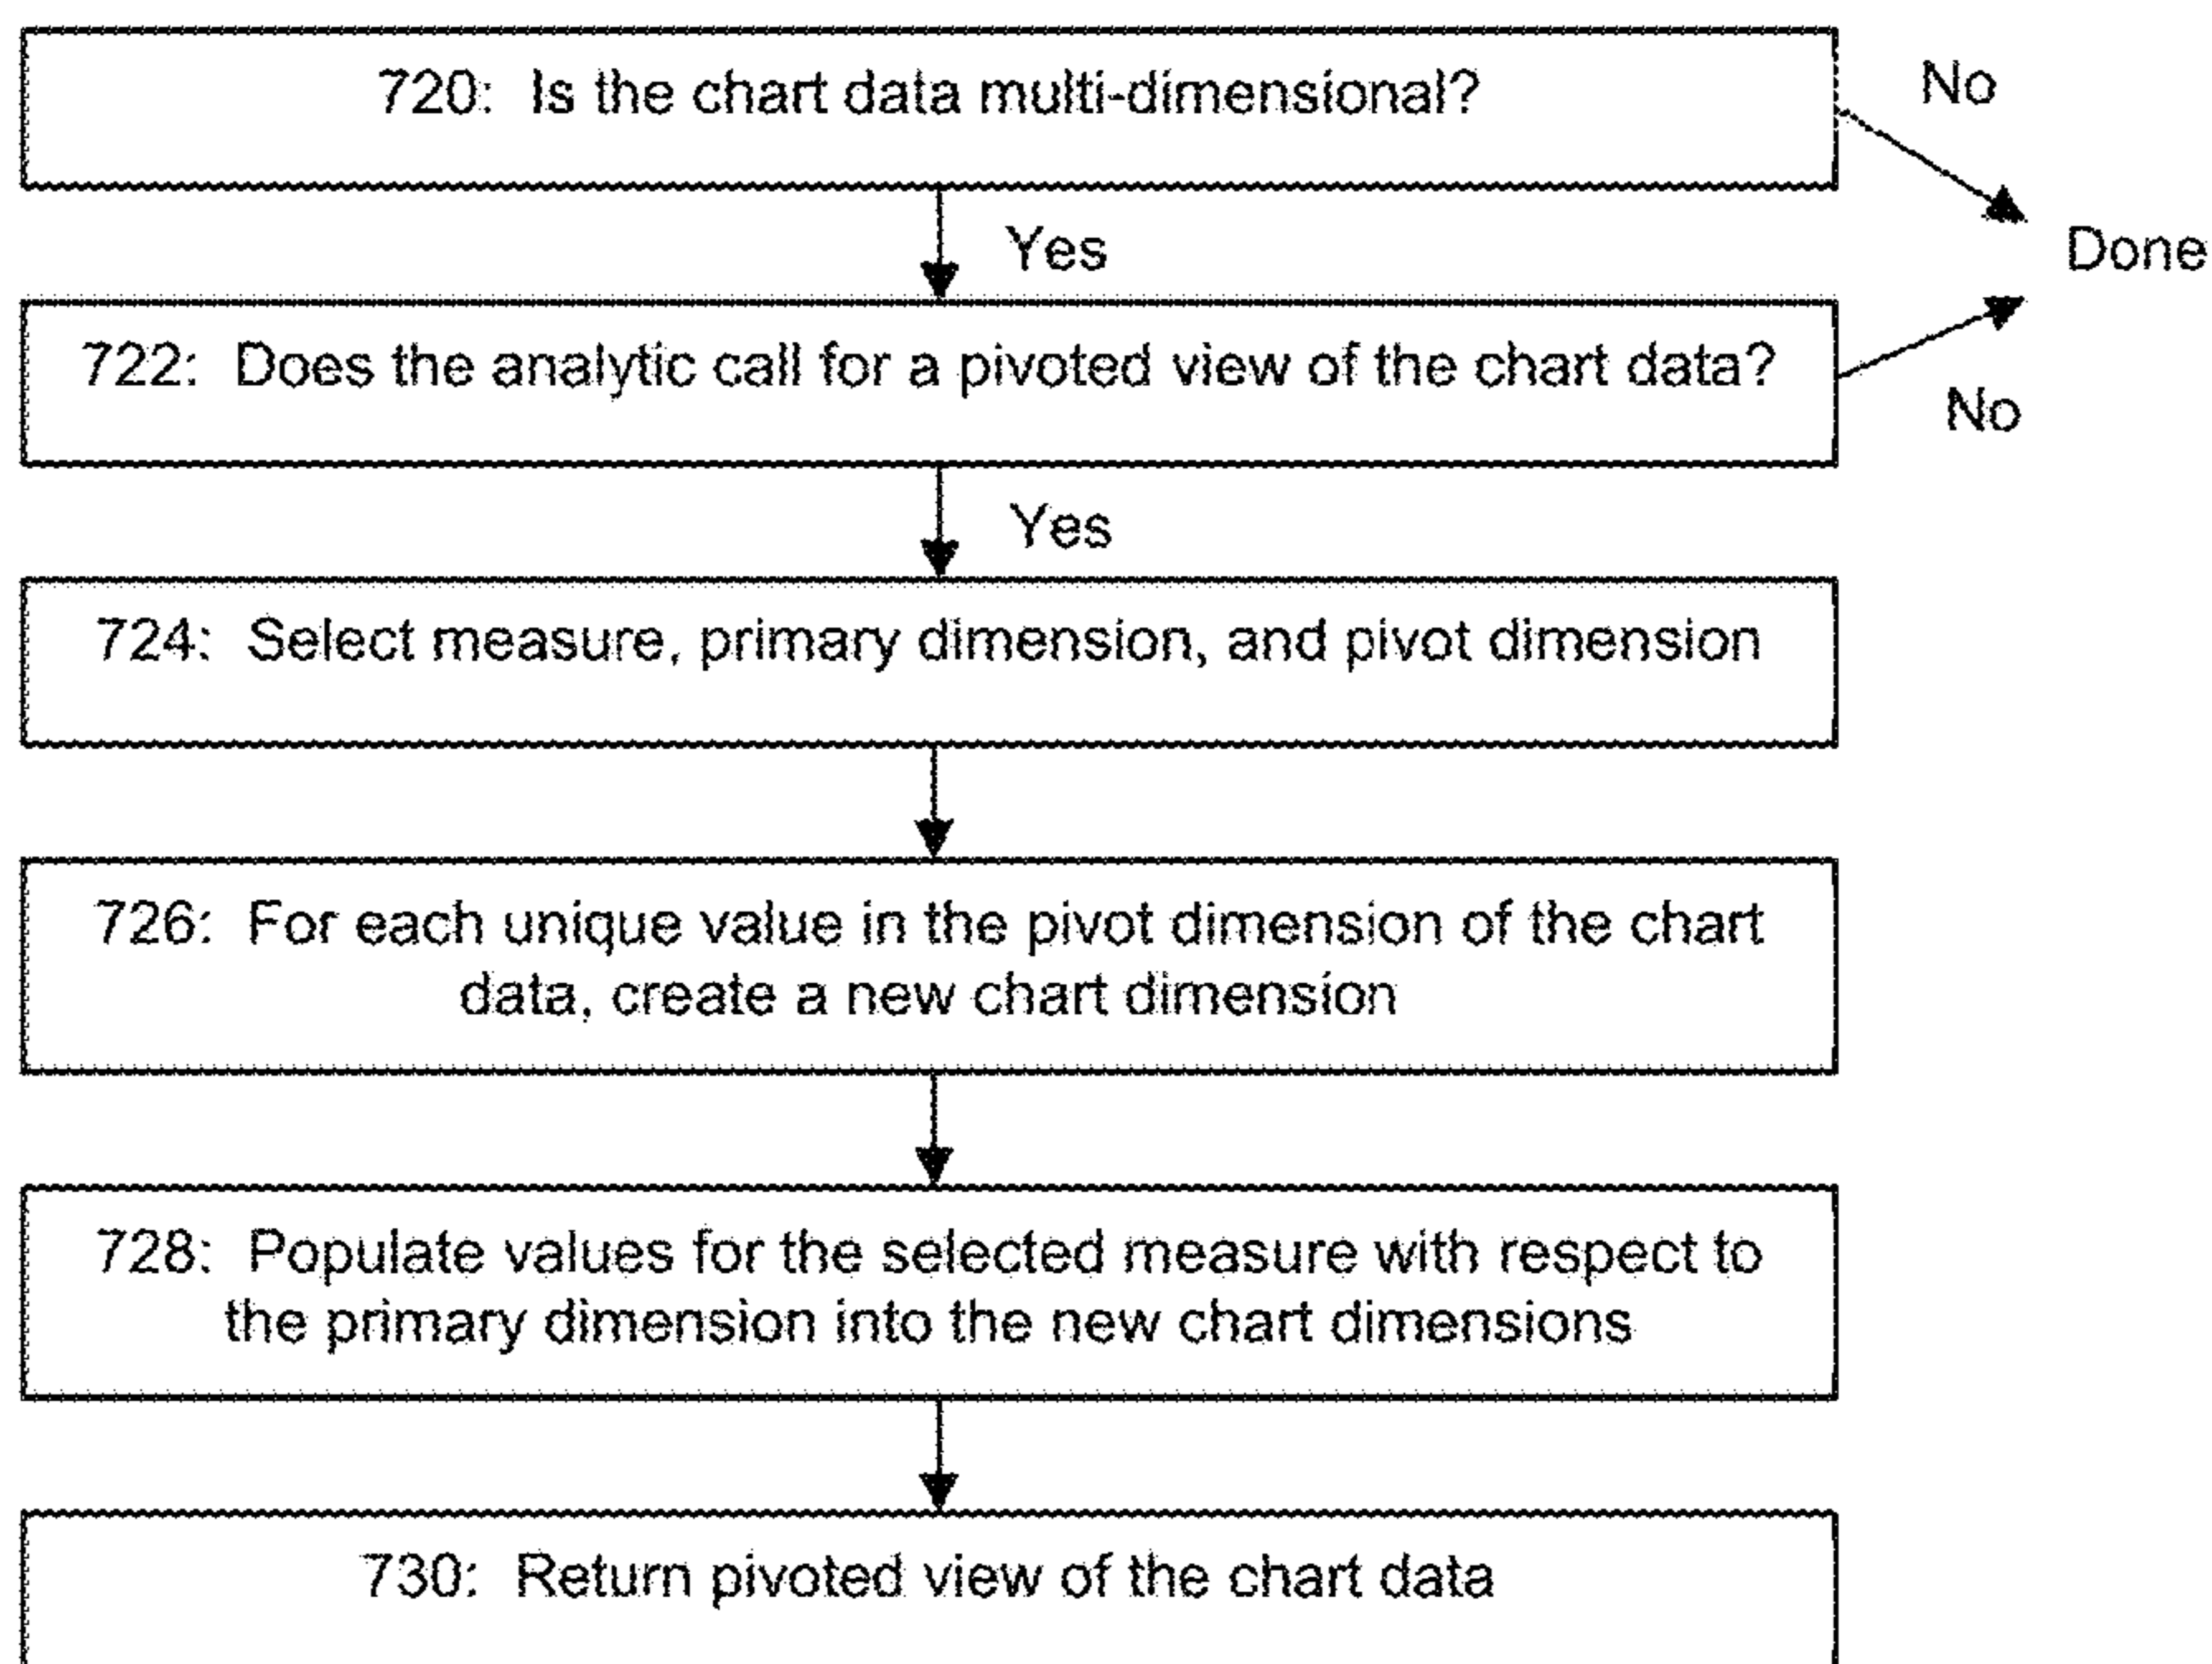 720: Is the chart data multi-dimensional?
No
Yes
Done
722: Does the analytic call for a pivoted view of the chart data?
No
Yes
724: Select measure, primary dimension, and pivot dimension
726: For each unique value in the pivot dimension of the chart
data, create a new chart dimension
728: Populate values for the selected measure with respect to
the primary dimension into the new chart dimensions
730: Return pivoted view of the chart data